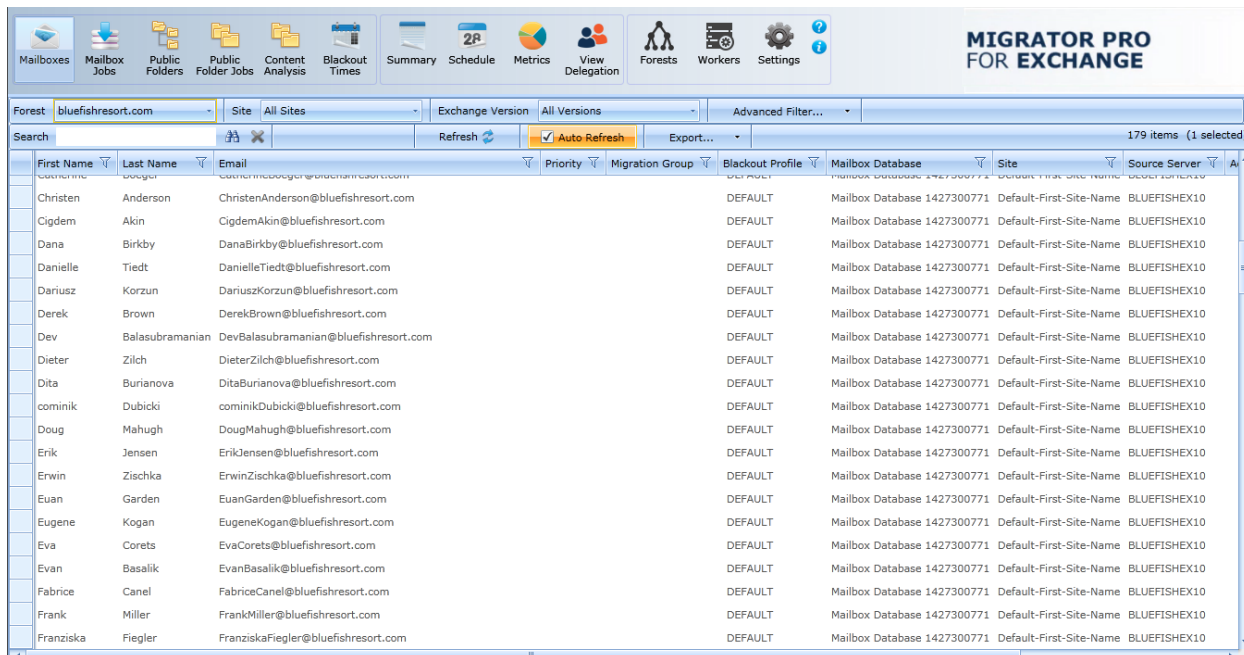 Mailboxes Mailbox Jobs Public Folders Public Folder Jobs Content Analysis Blackout Times Summary 28 Schedule Metrics View Delegation Forests Workers Settings ? i
MIGRATOR PRO
FOR EXCHANGE
Forest bluefishresort.com Site All Sites Exchange Version All Versions Advanced Filter...
Search Refresh Auto Refresh Export... 179 items (1 selected
First Name Last Name Email Priority Migration Group Blackout Profile Mailbox Database Site Source Server
Catherine Boeger CatherineBoeger@bluefishresort.com DEFAULT Mailbox Database 1427300771 Default-First-Site-Name BLUEFISHEX10
Christen Anderson ChristenAnderson@bluefishresort.com DEFAULT Mailbox Database 1427300771 Default-First-Site-Name BLUEFISHEX10
Cigdem Akin CigdemAkin@bluefishresort.com DEFAULT Mailbox Database 1427300771 Default-First-Site-Name BLUEFISHEX10
Dana Birkby DanaBirkby@bluefishresort.com DEFAULT Mailbox Database 1427300771 Default-First-Site-Name BLUEFISHEX10
Danielle Tiedt DanielleTiedt@bluefishresort.com DEFAULT Mailbox Database 1427300771 Default-First-Site-Name BLUEFISHEX10
Dariusz Korzun DariuszKorzun@bluefishresort.com DEFAULT Mailbox Database 1427300771 Default-First-Site-Name BLUEFISHEX10
Derek Brown DerekBrown@bluefishresort.com DEFAULT Mailbox Database 1427300771 Default-First-Site-Name BLUEFISHEX10
Dev Balasubramanian DevBalasubramanian@bluefishresort.com DEFAULT Mailbox Database 1427300771 Default-First-Site-Name BLUEFISHEX10
Dieter Zilch DieterZilch@bluefishresort.com DEFAULT Mailbox Database 1427300771 Default-First-Site-Name BLUEFISHEX10
Dita Burianova DitaBurianova@bluefishresort.com DEFAULT Mailbox Database 1427300771 Default-First-Site-Name BLUEFISHEX10
cominik Dubicki cominikDubicki@bluefishresort.com DEFAULT Mailbox Database 1427300771 Default-First-Site-Name BLUEFISHEX10
Doug Mahugh DougMahugh@bluefishresort.com DEFAULT Mailbox Database 1427300771 Default-First-Site-Name BLUEFISHEX10
Erik Jensen ErikJensen@bluefishresort.com DEFAULT Mailbox Database 1427300771 Default-First-Site-Name BLUEFISHEX10
Erwin Zischka ErwinZischka@bluefishresort.com DEFAULT Mailbox Database 1427300771 Default-First-Site-Name BLUEFISHEX10
Euan Garden EuanGarden@bluefishresort.com DEFAULT Mailbox Database 1427300771 Default-First-Site-Name BLUEFISHEX10
Eugene Kogan EugeneKogan@bluefishresort.com DEFAULT Mailbox Database 1427300771 Default-First-Site-Name BLUEFISHEX10
Eva Corets EvaCorets@bluefishresort.com DEFAULT Mailbox Database 1427300771 Default-First-Site-Name BLUEFISHEX10
Evan Basalik EvanBasalik@bluefishresort.com DEFAULT Mailbox Database 1427300771 Default-First-Site-Name BLUEFISHEX10
Fabrice Canel FabriceCanel@bluefishresort.com DEFAULT Mailbox Database 1427300771 Default-First-Site-Name BLUEFISHEX10
Frank Miller FrankMiller@bluefishresort.com DEFAULT Mailbox Database 1427300771 Default-First-Site-Name BLUEFISHEX10
Franziska Fiegler FranziskaFiegler@bluefishresort.com DEFAULT Mailbox Database 1427300771 Default-First-Site-Name BLUEFISHEX10